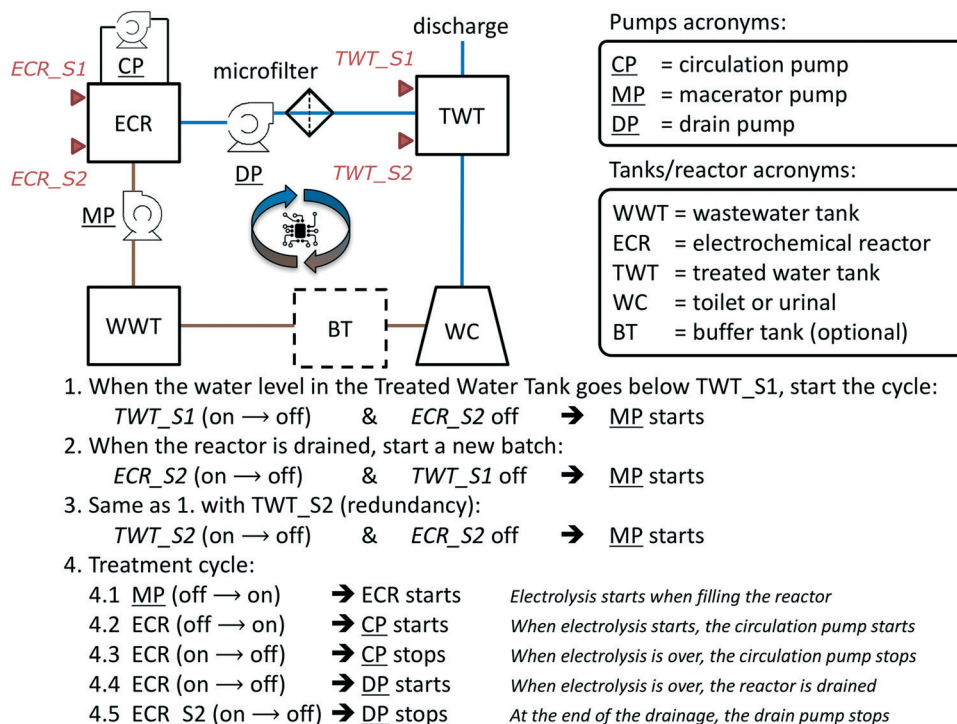 discharge
Pumps acronyms:
CP
ECR_S1
microfilter
TWT_S1
CP = circulation pump
MP = macerator pump
DP = drain pump
ECR
TWT
ECR_S2
DP
TWT_S2
Tanks/reactor acronyms:
MP
WWT = wastewater tank
ECR = electrochemical reactor
TWT = treated water tank
WC = toilet or urinal
BT = buffer tank (optional)
WWT
BT
WC
1. When the water level in the Treated Water Tank goes below TWT_S1, start the cycle:
TWT_S1 (on → off) & ECR_S2 off ➔ MP starts
2. When the reactor is drained, start a new batch:
ECR_S2 (on → off) & TWT_S1 off ➔ MP starts
3. Same as 1. with TWT_S2 (redundancy):
TWT_S2 (on → off) & ECR_S2 off ➔ MP starts
4. Treatment cycle:
4.1 MP (off → on) ➔ ECR starts Electrolysis starts when filling the reactor
4.2 ECR (off → on) ➔ CP starts When electrolysis starts, the circulation pump starts
4.3 ECR (on → off) ➔ CP stops When electrolysis is over, the circulation pump stops
4.4 ECR (on → off) ➔ DP starts When electrolysis is over, the reactor is drained
4.5 ECR_S2 (on → off) ➔ DP stops At the end of the drainage, the drain pump stops